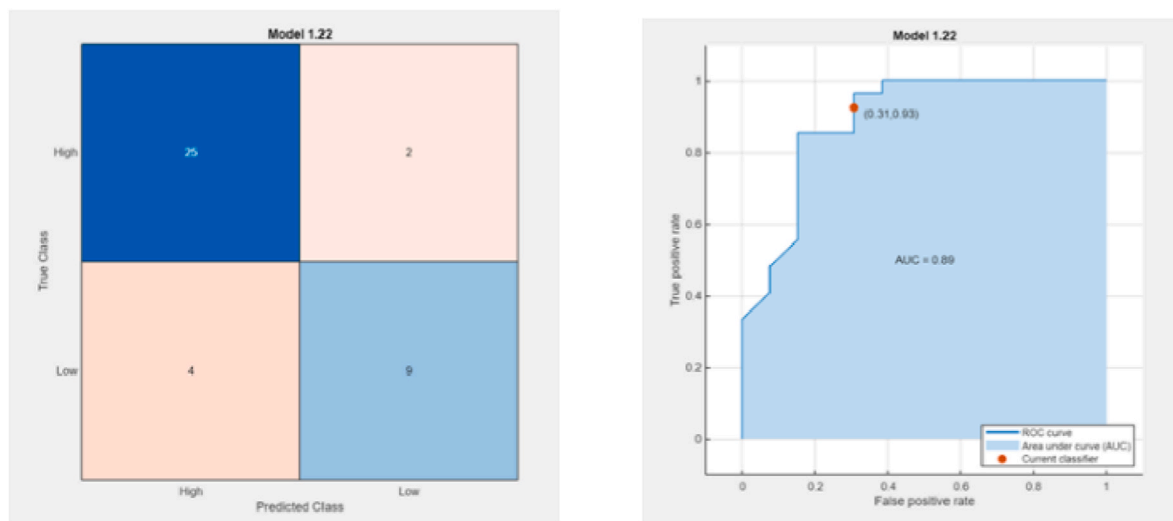 Model 1.22
High
25
2
True Class
Low
4
9
High
Low
Predicted Class
Model 1.22
1
0.8
0.6
0.4
0.2
0
True positive rate
(0.31,0.93)
AUC = 0.89
ROC curve
Area under curve (AUC)
Current classifier
0
0.2
0.4
0.6
0.8
1
False positive rate